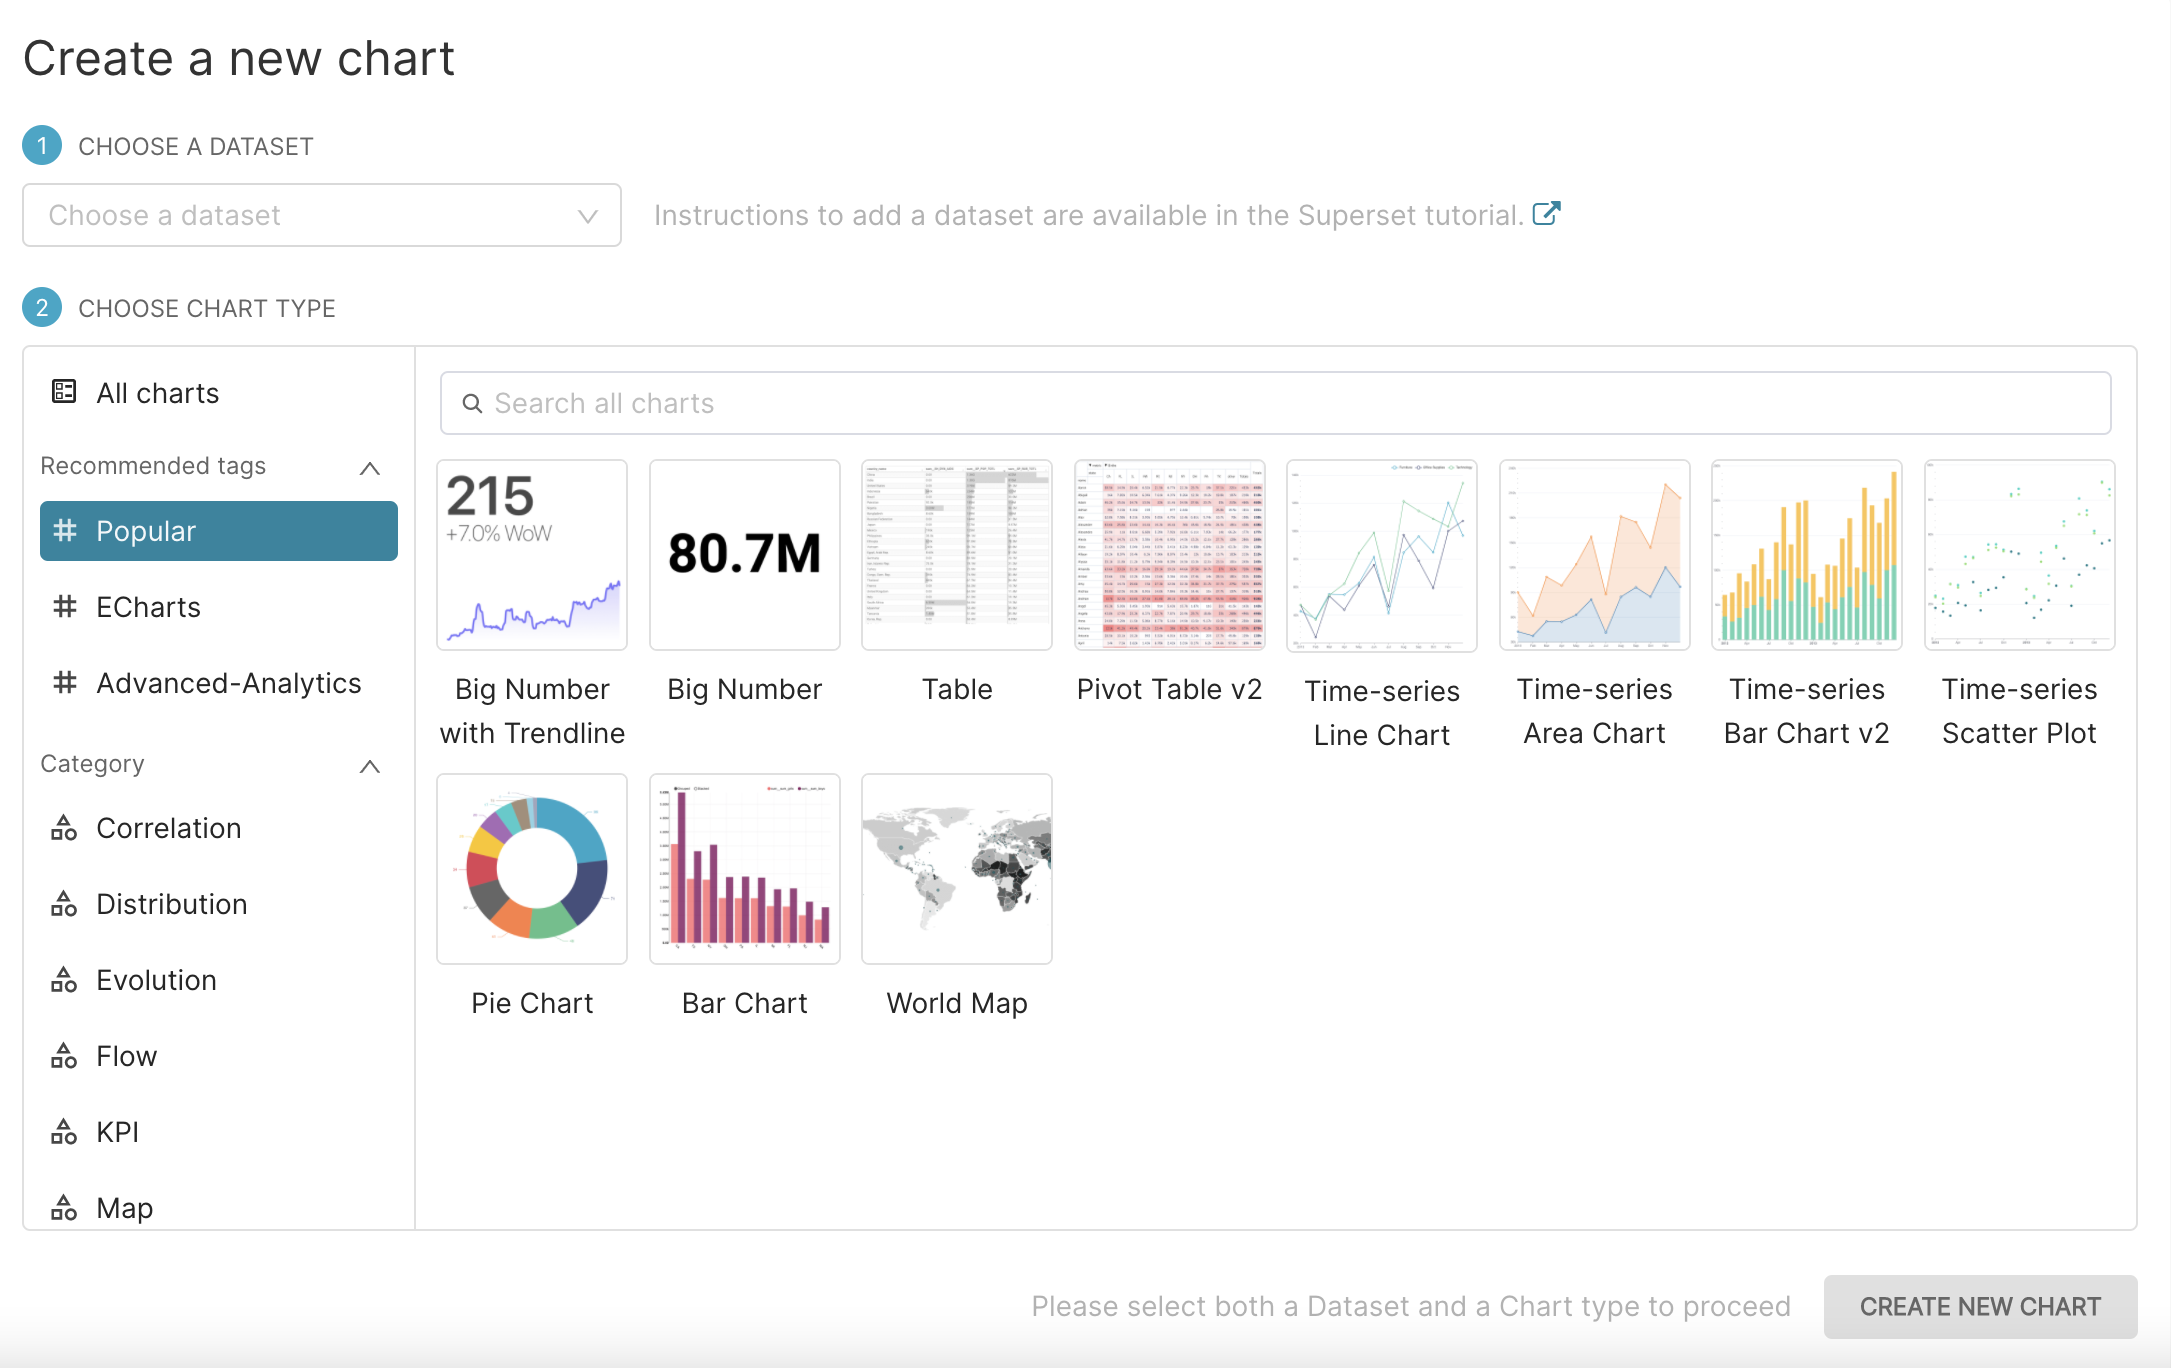 Create a new chart
1 CHOOSE A DATASET
Choose a dataset
Instructions to add a dataset are available in the Superset tutorial.
2 CHOOSE CHART TYPE
All charts
Search all charts
Recommended tags
Popular
ECharts
Advanced-Analytics
Category
Correlation
Distribution
Evolution
Flow
KPI
Map
215
+7.0% WoW
80.7M
Big Number
with Trendline
Big Number
Table
Pivot Table v2
Time-series
Line Chart
Time-series
Area Chart
Time-series
Bar Chart v2
Time-series
Scatter Plot
Pie Chart
Bar Chart
World Map
Please select both a Dataset and a Chart type to proceed
CREATE NEW CHART